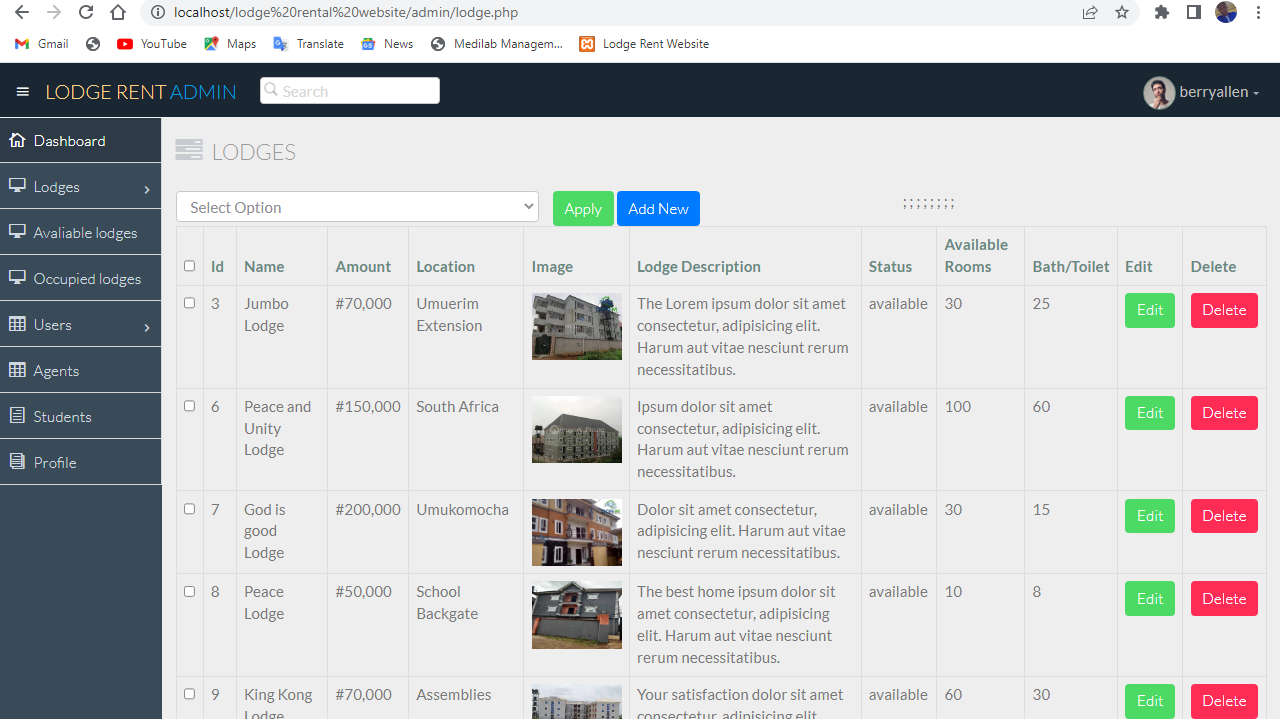 localhost/lodge%20rental%20website/admin/lodge.php
Gmail YouTube Maps Translate News Medilab Managem... Lodge Rent Website
LODGE RENT ADMIN Search berryallen
Dashboard
Lodges
Avaliable lodges
Occupied lodges
Users
Agents
Students
Profile
LODGES
Select Option Apply Add New ;;;;;;;;
Available
Id Name Amount Location Image Lodge Description Status Rooms Bath/Toilet Edit Delete
3 Jumbo #70,000 Umuerim The Lorem ipsum dolor sit amet available 30 25 Edit Delete
Lodge Extension consectetur, adipisicing elit.
Harum aut vitae nesciunt rerum
necessitatibus.
6 Peace and #150,000 South Africa Ipsum dolor sit amet available 100 60 Edit Delete
Unity consectetur, adipisicing elit.
Lodge Harum aut vitae nesciunt rerum
necessitatibus.
7 God is #200,000 Umukomocha Dolor sit amet consectetur, available 30 15 Edit Delete
good adipisicing elit. Harum aut vitae
Lodge nesciunt rerum necessitatibus.
8 Peace #50,000 School The best home ipsum dolor sit available 10 8 Edit Delete
Lodge Backgate amet consectetur, adipisicing
elit. Harum aut vitae nesciunt
rerum necessitatibus.
9 King Kong #70,000 Assemblies Your satisfaction dolor sit amet available 60 30 Edit Delete
Lodge consectetur, adipisicing